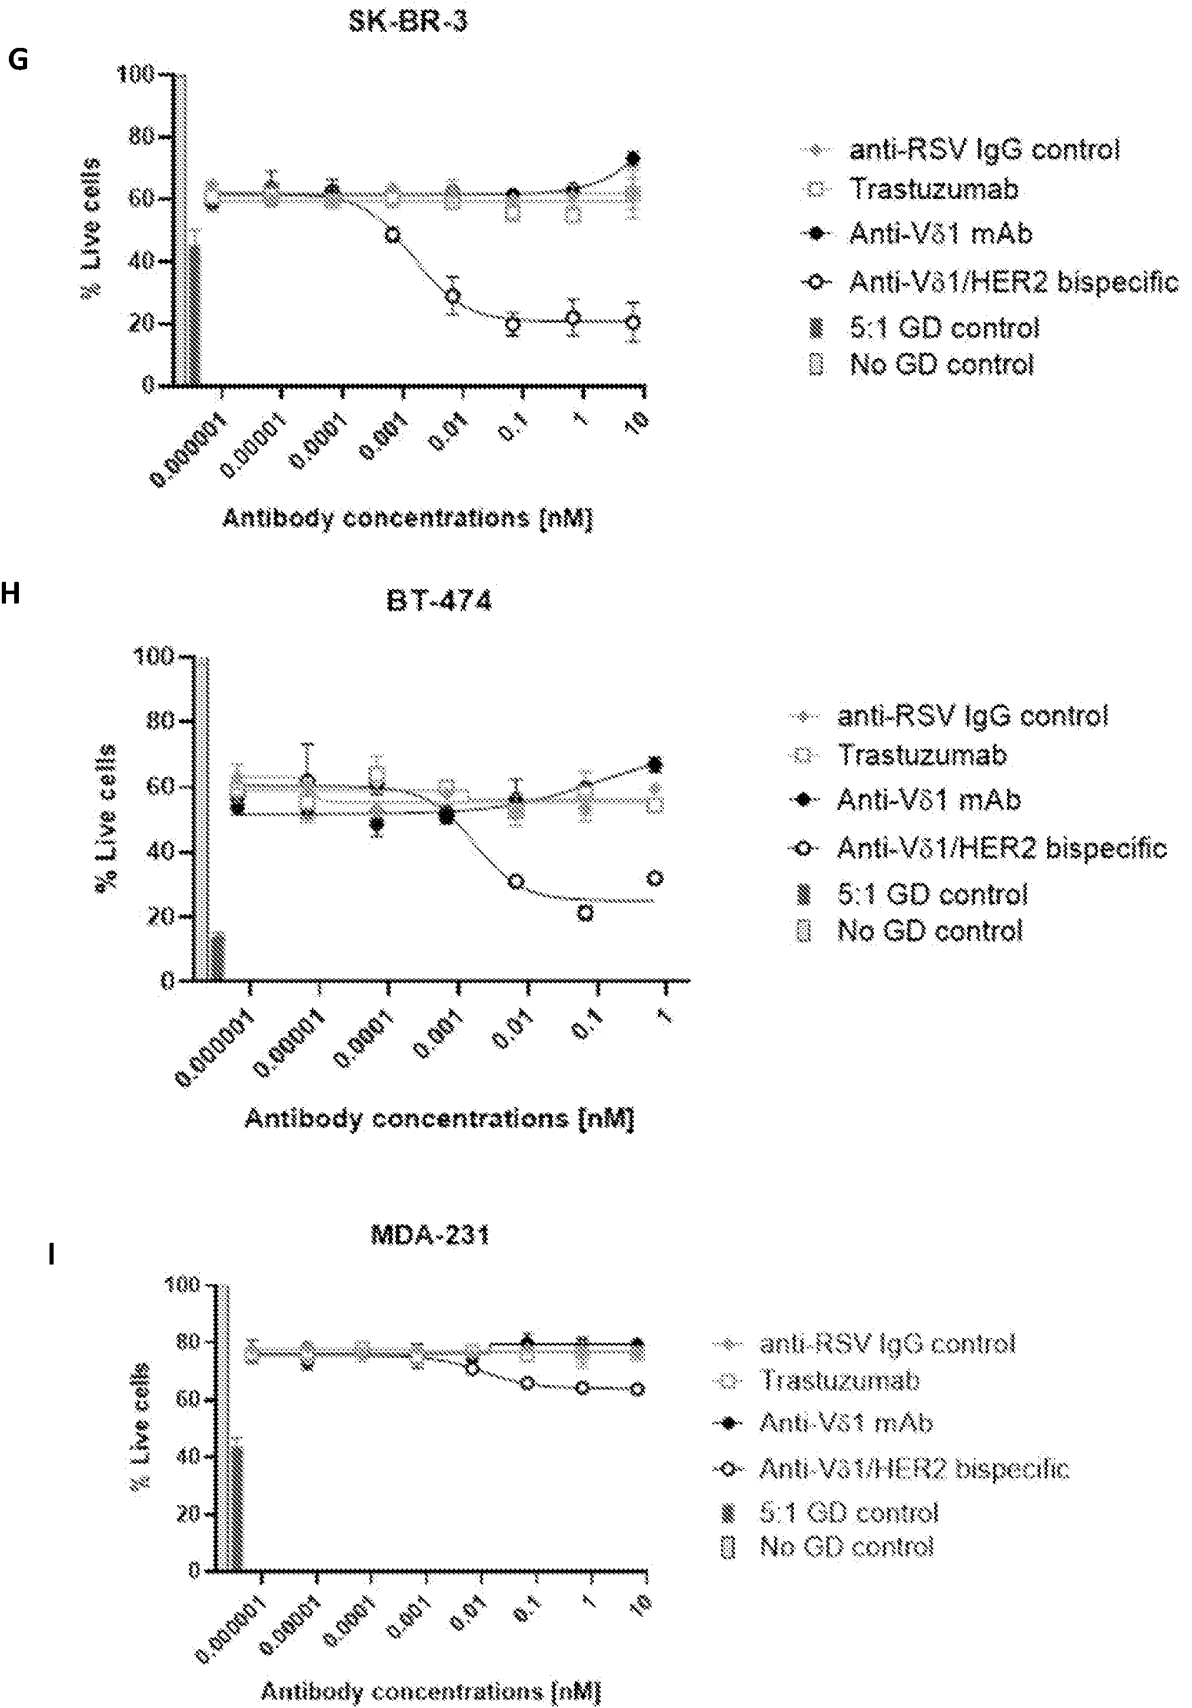 G
SK-BR-3
100
80
60
40
20
0
% Live cells
0.000001
0.00001
0.0001
0.001
0.01
0.1
1
10
Antibody concentrations [nM]
anti-RSV IgG control
Trastuzumab
Anti-Vδ1 mAb
Anti-Vδ1/HER2 bispecific
5:1 GD control
No GD control
H
BT-474
100
80
60
40
20
0
% Live cells
0.000001
0.00001
0.0001
0.001
0.01
0.1
1
Antibody concentrations [nM]
anti-RSV IgG control
Trastuzumab
Anti-Vδ1 mAb
Anti-Vδ1/HER2 bispecific
5:1 GD control
No GD control
I
MDA-231
100
80
60
40
20
0
% Live cells
0.000001
0.00001
0.0001
0.001
0.01
0.1
1
10
Antibody concentrations [nM]
anti-RSV IgG control
Trastuzumab
Anti-Vδ1 mAb
Anti-Vδ1/HER2 bispecific
5:1 GD control
No GD control